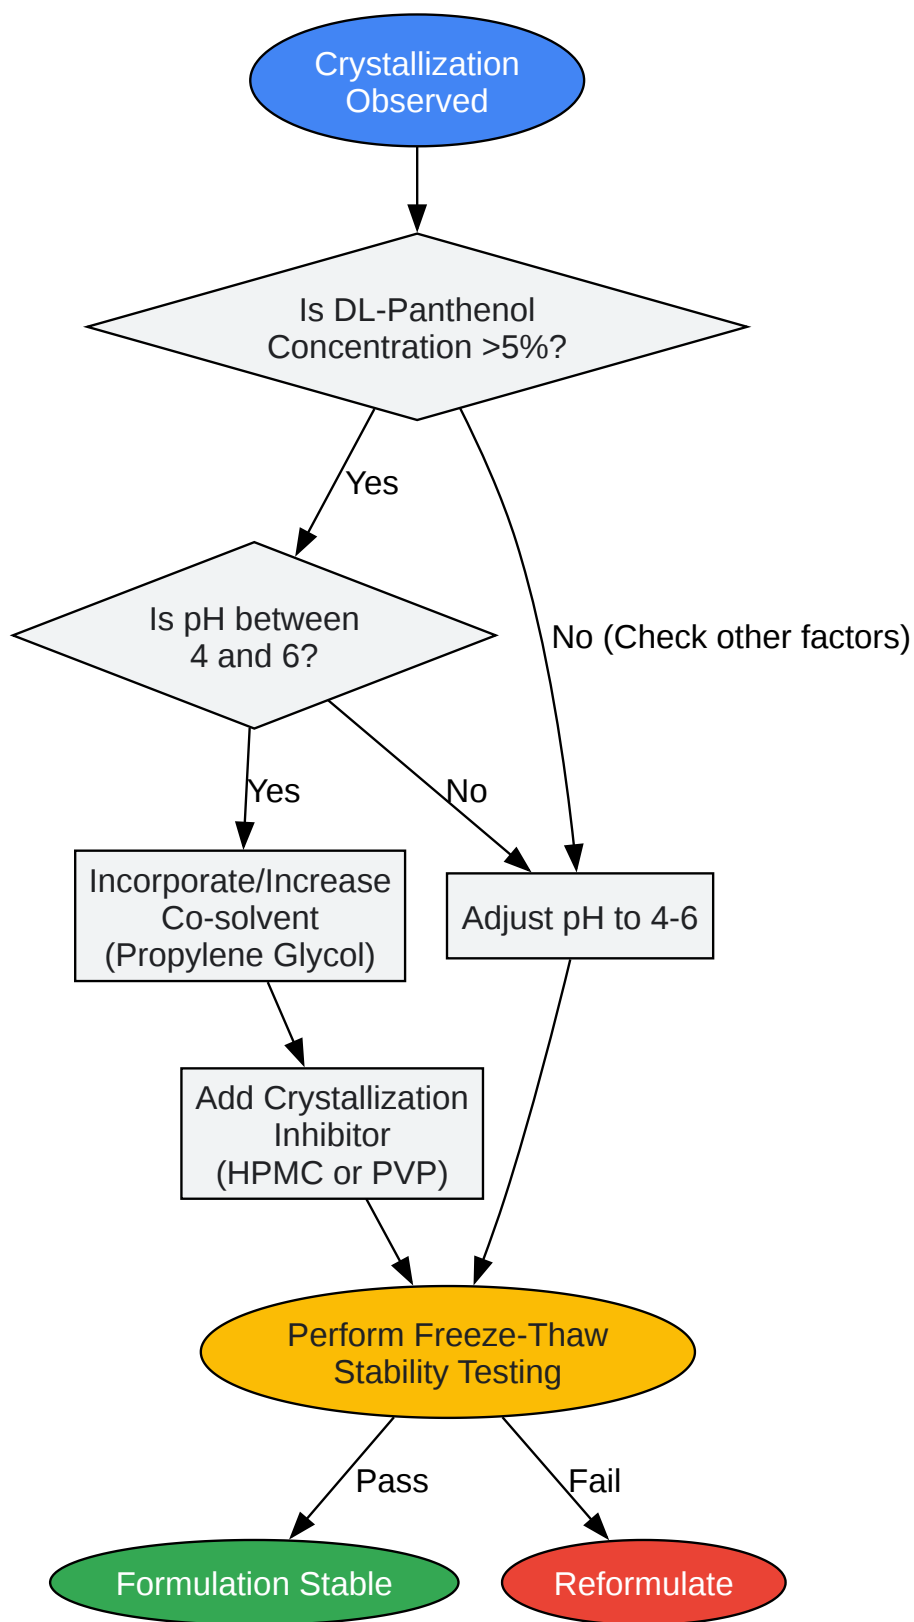 Crystallization
Observed
Is DL-Panthenol
Concentration >5%?
Yes
Is pH between
4 and 6?
No (Check other factors)
Yes
No
Incorporate/Increase
Co-solvent
(Propylene Glycol)
Adjust pH to 4-6
Add Crystallization
Inhibitor
(HPMC or PVP)
Perform Freeze-Thaw
Stability Testing
Pass
Fail
Formulation Stable
Reformulate